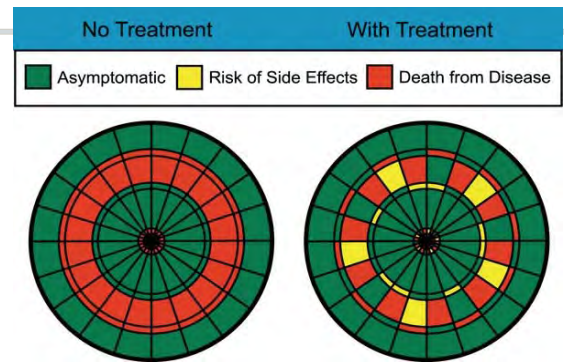 No Treatment With Treatment
Asymptomatic Risk of Side Effects Death from Disease